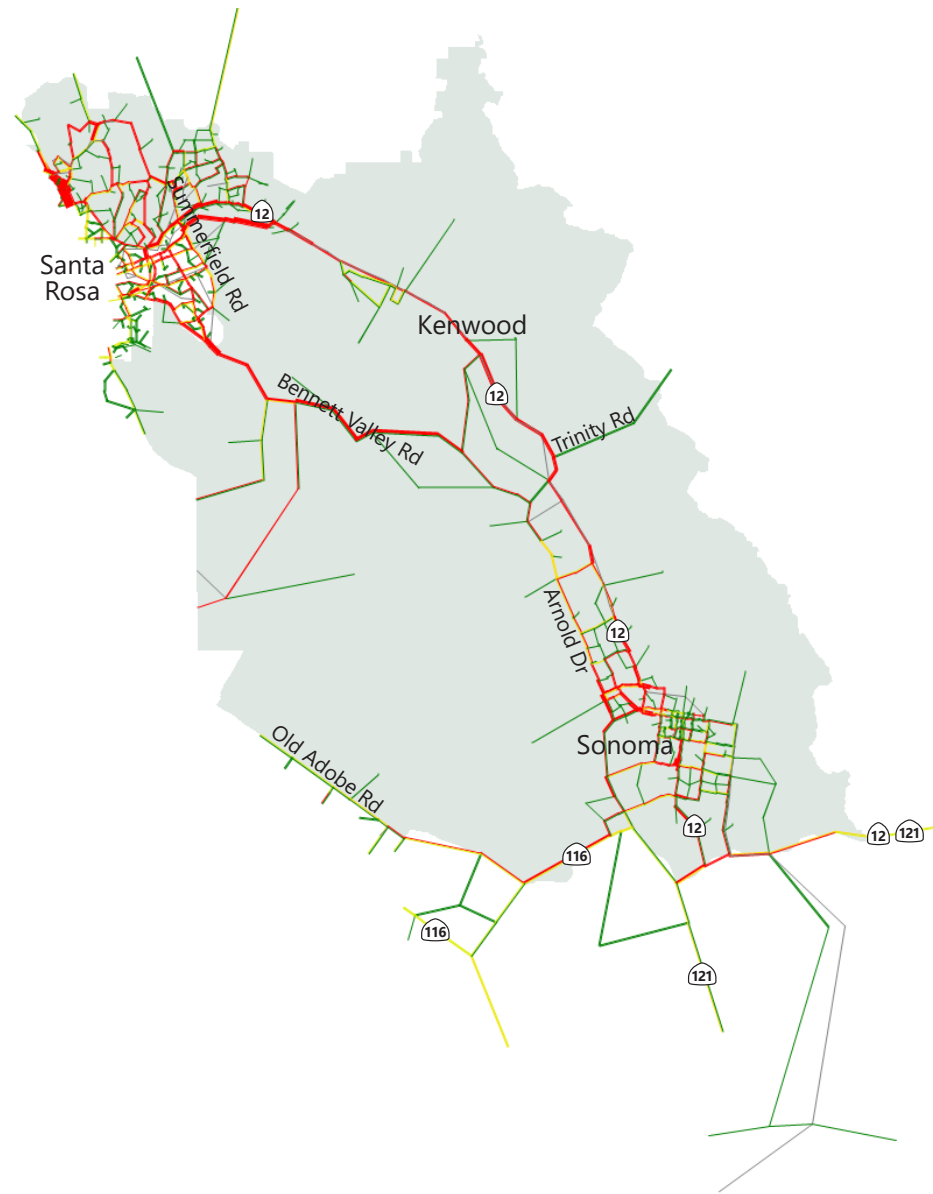 12
Summerfield Rd
Santa
Rosa
Kenwood
12
Bennett Valley Rd
Trinity Rd
Arnold Dr
12
Old Adobe Rd
Sonoma
12
12
121
116
116
121